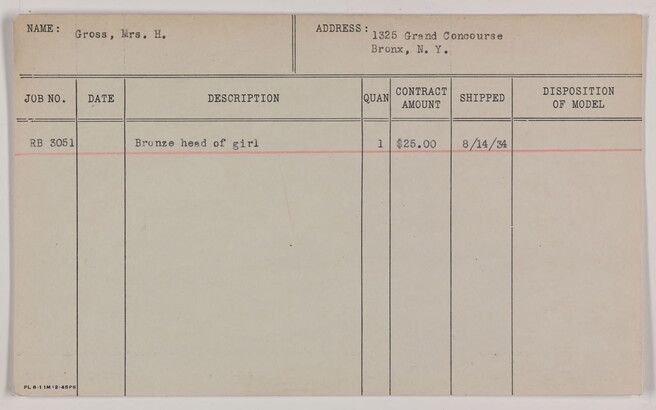 NAME: Gross, Mrs. H. ADDRESS: 1325 Grand Concourse
Bronx, N. Y.
JOB NO. DATE DESCRIPTION QUAN CONTRACT AMOUNT SHIPPED DISPOSITION OF MODEL
RB 3051 Bronze head of girl 1 $25.00 8/14/34